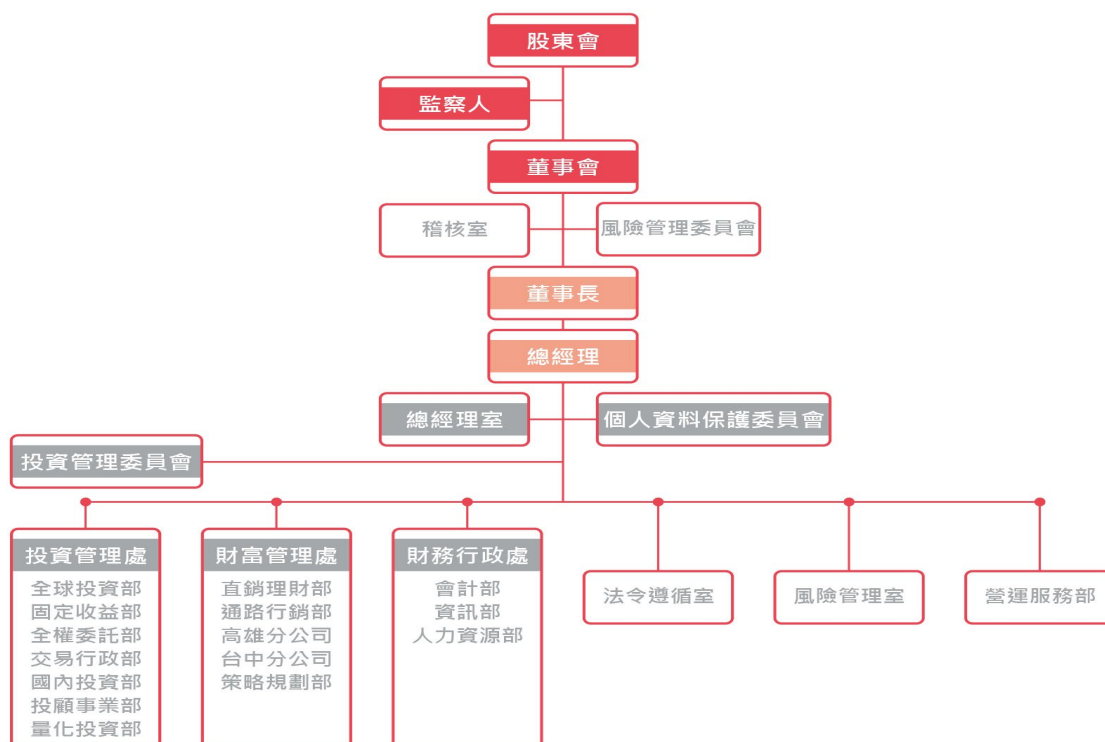 股東會
監察人
董事會
稽核室
風險管理委員會
董事長
總經理
總經理室
個人資料保護委員會
投資管理委員會
投資管理處
全球投資部
固定收益部
全權委託部
交易行政部
國內投資部
投顧事業部
量化投資部
財富管理處
直銷理財部
通路行銷部
高雄分公司
台中分公司
策略規劃部
財務行政處
會計部
資訊部
人力資源部
法令遵循室
風險管理室
營運服務部